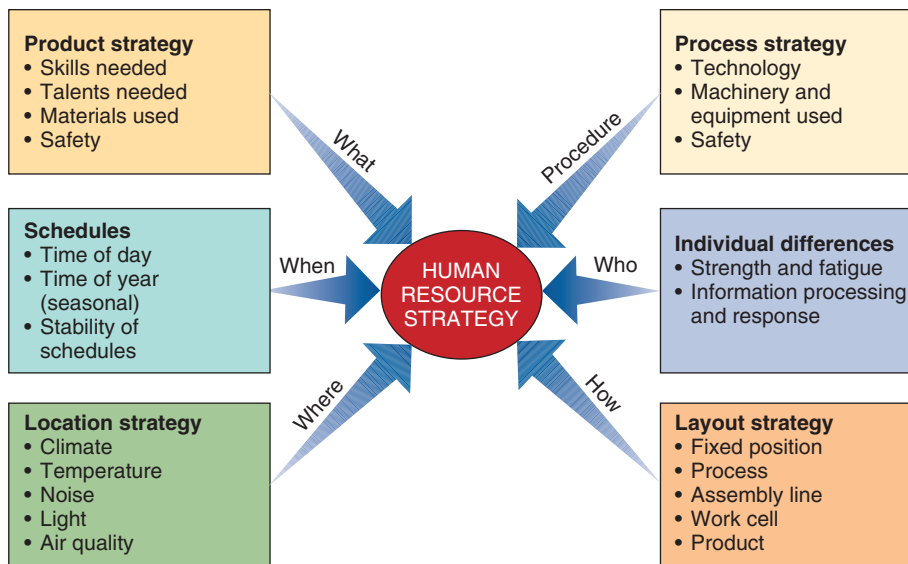 Product strategy
• Skills needed
• Talents needed
• Materials used
• Safety
What
Schedules
• Time of day
• Time of year
(seasonal)
• Stability of
schedules
When
Location strategy
• Climate
• Temperature
• Noise
• Light
• Air quality
Where
HUMAN
RESOURCE
STRATEGY
Process strategy
• Technology
• Machinery and
equipment used
• Safety
Procedure
Individual differences
• Strength and fatigue
• Information processing
and response
Who
Layout strategy
• Fixed position
• Process
• Assembly line
• Work cell
• Product
How